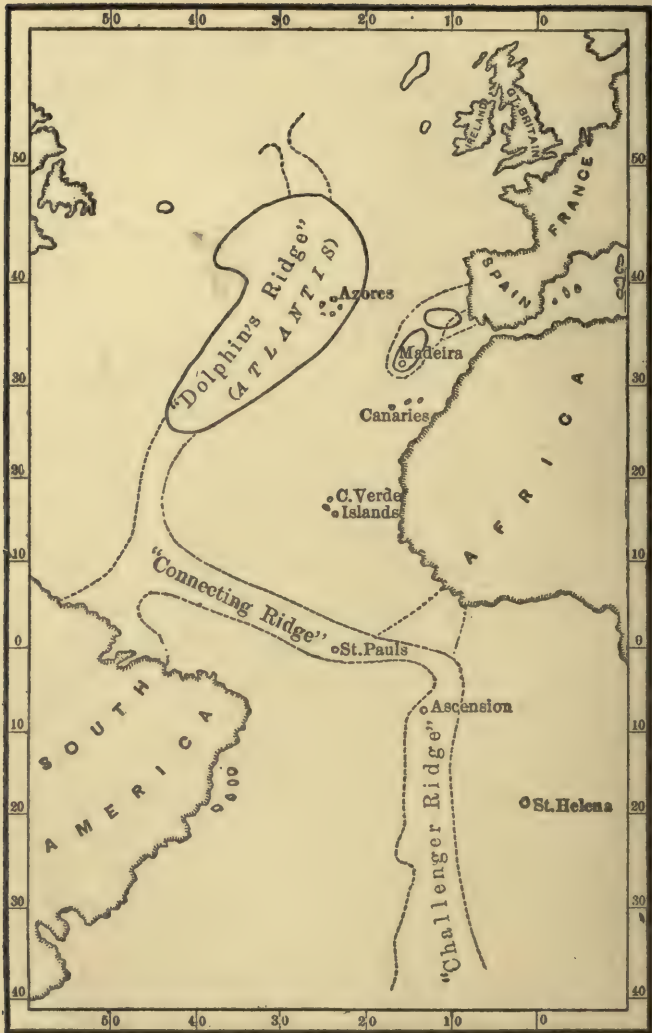 50 40 30 20 10 0
IRELAND
GT. BRITAIN
50 50
FRANCE
"Dolphin's Ridge"
(ATLANTIS)
SPAIN
40 40
Azores
Madeira
30 30
Canaries
AFRICA
20 20
C. Verde
Islands
10 10
"Connecting Ridge"
0 0
St. Pauls
SOUTH
AMERICA
10 10
Ascension
"Challenger Ridge"
20 20
St. Helena
30 30
40 40
50 40 30 20 10 0